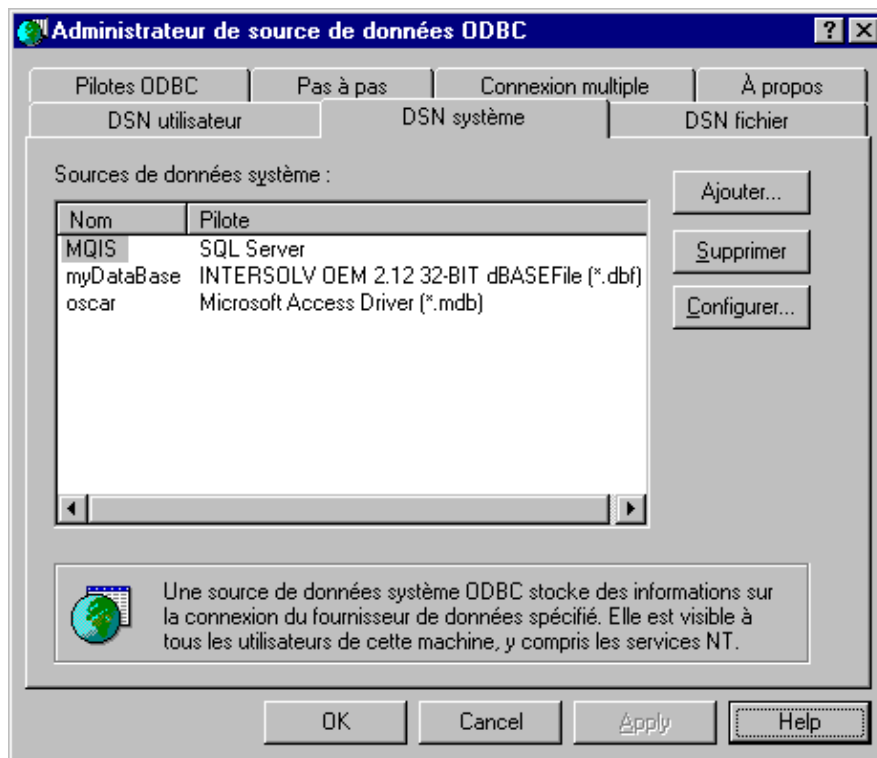 Administrateur de source de données ODBC
Pilotes ODBC Pas à pas Connexion multiple À propos
DSN utilisateur DSN système DSN fichier
Sources de données système :
Nom Pilote
MQIS SQL Server
myDataBase INTERSOLV OEM 2.12 32-BIT dBASEFile (*.dbf)
oscar Microsoft Access Driver (*.mdb)
Ajouter...
Supprimer
Configurer...
Une source de données système ODBC stocke des informations sur
la connexion du fournisseur de données spécifié. Elle est visible à
tous les utilisateurs de cette machine, y compris les services NT.
OK Cancel Apply Help